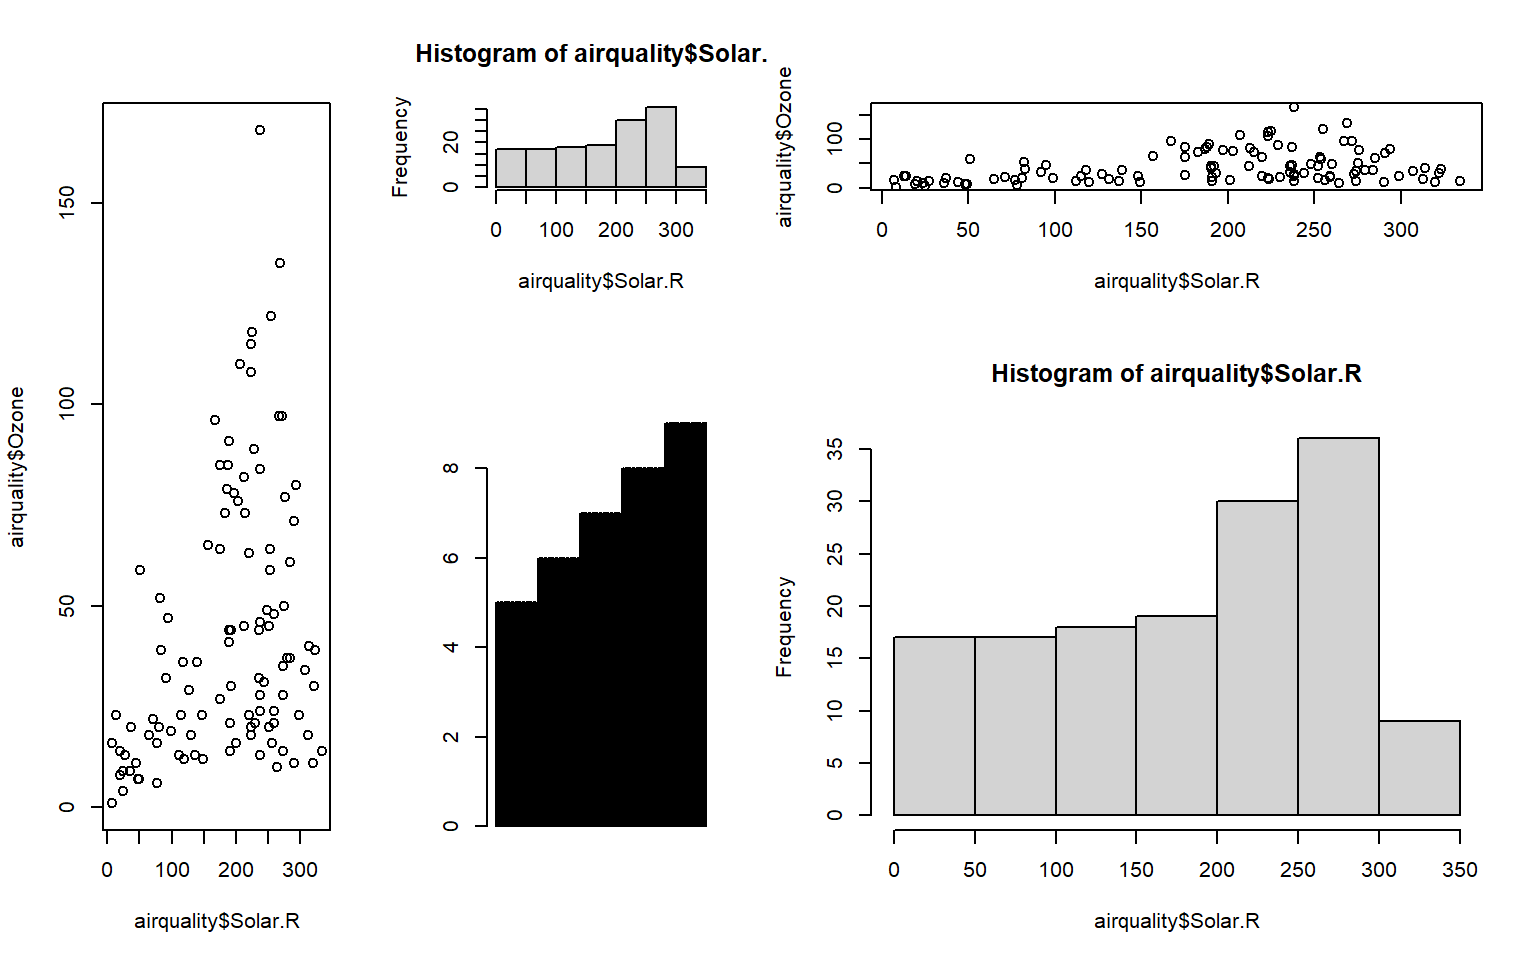 airquality$Ozone
0 50 100 150
0 100 200 300
airquality$Solar.R
Histogram of airquality$Solar.
Frequency
0 20
0 100 200 300
airquality$Solar.R
airquality$Ozone
0 100
0 50 100 150 200 250 300
airquality$Solar.R
0 2 4 6 8
Histogram of airquality$Solar.R
Frequency
0 5 10 15 20 25 30 35
0 50 100 150 200 250 300 350
airquality$Solar.R